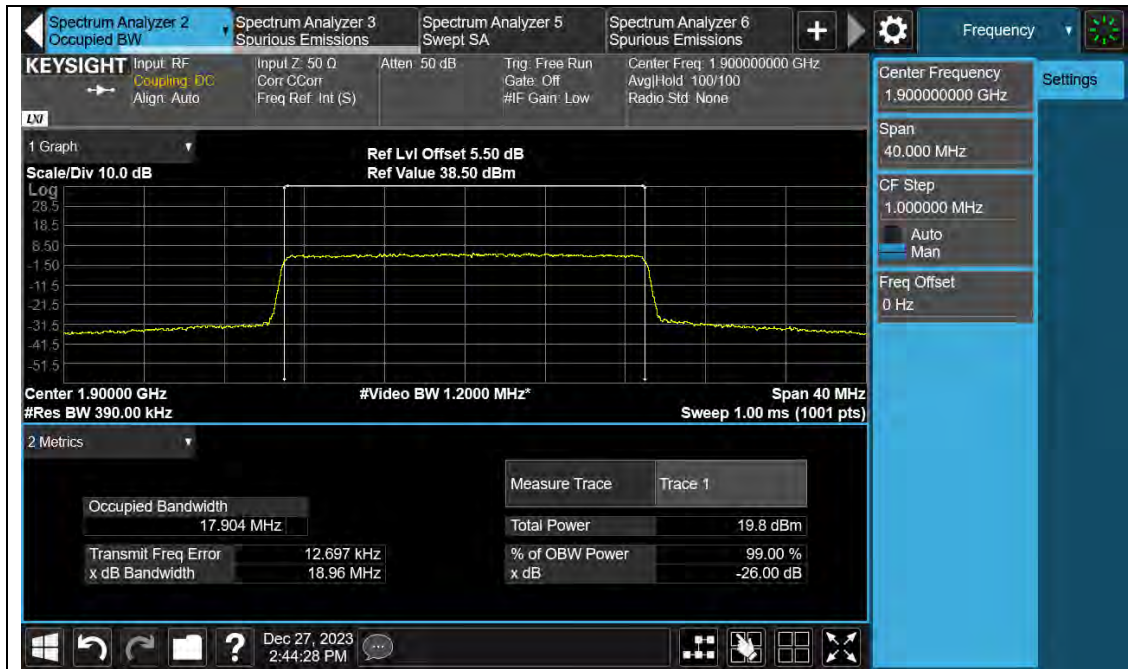 Spectrum Analyzer 2
Occupied BW
Spectrum Analyzer 3
Spurious Emissions
Spectrum Analyzer 5
Swept SA
Spectrum Analyzer 6
Spurious Emissions
+
Frequency
KEYSIGHT
Input: RF
Coupling: DC
Align: Auto
Input Z: 50 Ω
Corr CCorr
Freq Ref: Int (S)
Atten: 50 dB
Trig: Free Run
Gate: Off
#IF Gain: Low
Center Freq: 1.900000000 GHz
Avg|Hold: 100/100
Radio Std: None
LXI
Center Frequency
1.900000000 GHz
Settings
Span
40.000 MHz
CF Step
1.000000 MHz
Auto
Man
Freq Offset
0 Hz
1 Graph
Scale/Div 10.0 dB
Ref Lvl Offset 5.50 dB
Ref Value 38.50 dBm
Log
28.5
18.5
8.50
-1.50
-11.5
-21.5
-31.5
-41.5
-51.5
Center 1.90000 GHz
#Video BW 1.2000 MHz*
Span 40 MHz
#Res BW 390.00 kHz
Sweep 1.00 ms (1001 pts)
2 Metrics
Measure Trace Trace 1
Occupied Bandwidth
17.904 MHz
Total Power 19.8 dBm
Transmit Freq Error 12.697 kHz
% of OBW Power 99.00 %
x dB Bandwidth 18.96 MHz
x dB -26.00 dB
?
Dec 27, 2023
2:44:28 PM